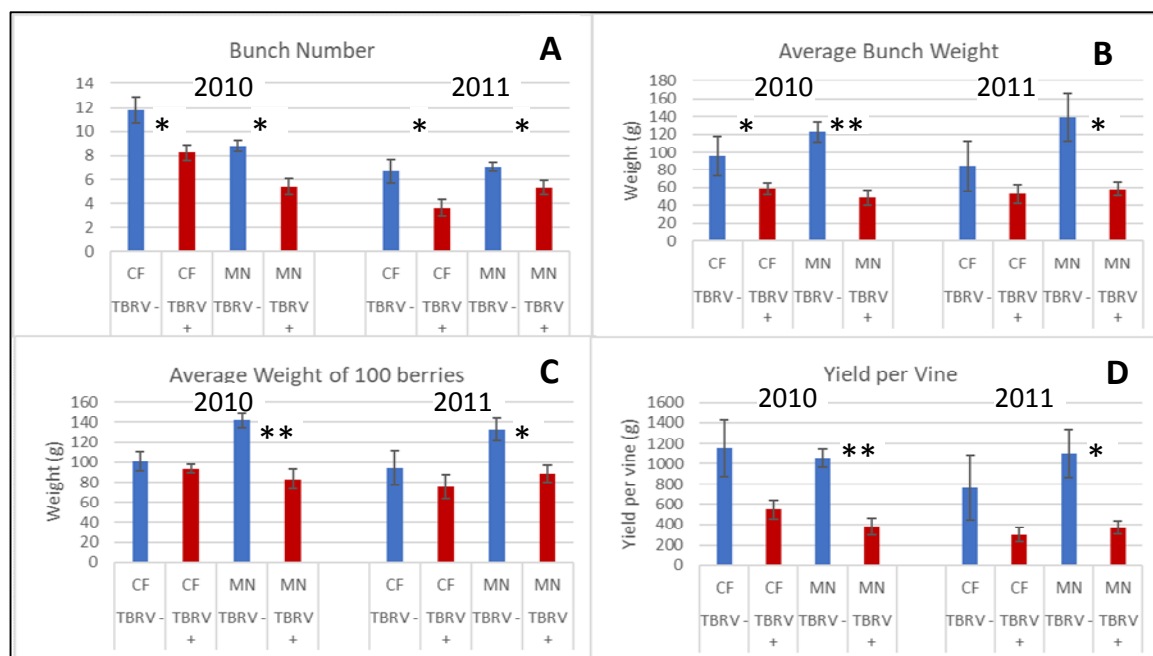 Bunch Number
A
2010
2011
14
12
10
8
6
4
2
0
*
*
*
*
CF CF MN MN CF CF MN MN
TBRV - TBRV + TBRV - TBRV + TBRV - TBRV + TBRV - TBRV +
Average Bunch Weight
B
2010
2011
Weight (g)
180
160
140
120
100
80
60
40
20
0
*
**
*
CF CF MN MN CF CF MN MN
TBRV - TBRV + TBRV - TBRV + TBRV - TBRV + TBRV - TBRV +
Average Weight of 100 berries
C
2010
2011
Weight (g)
160
140
120
100
80
60
40
20
0
**
*
CF CF MN MN CF CF MN MN
TBRV - TBRV + TBRV - TBRV + TBRV - TBRV + TBRV - TBRV +
Yield per Vine
D
2010
2011
Yield per vine (g)
1600
1400
1200
1000
800
600
400
200
0
**
*
CF CF MN MN CF CF MN MN
TBRV - TBRV + TBRV - TBRV + TBRV - TBRV + TBRV - TBRV +